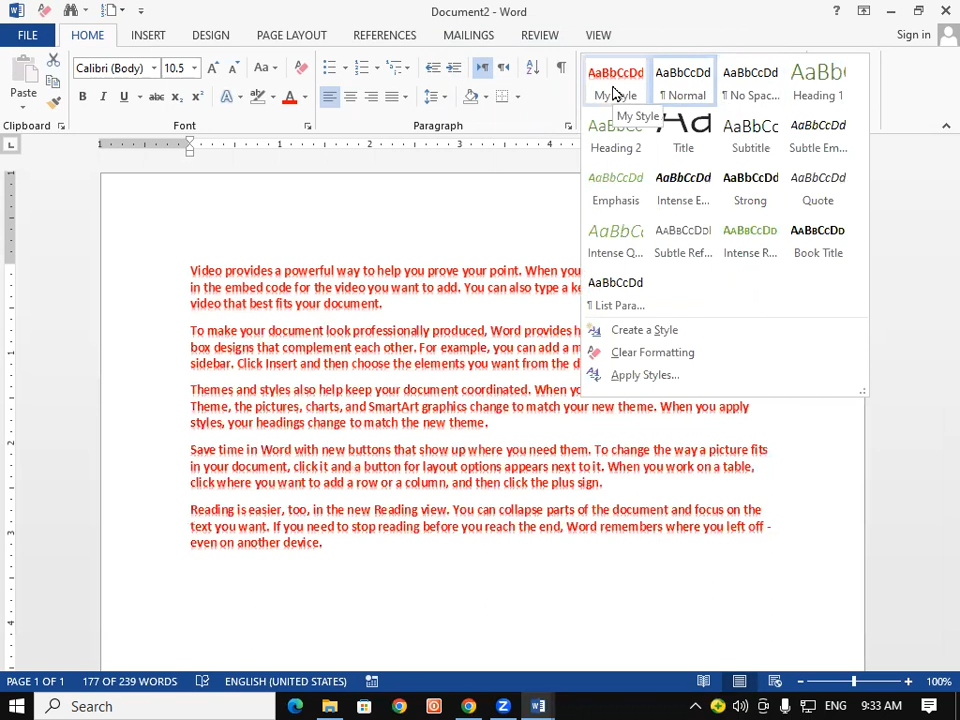 Document2 - Word
Sign in
FILE HOME INSERT DESIGN PAGE LAYOUT REFERENCES MAILINGS REVIEW VIEW
Paste
Calibri (Body) 10.5
Clipboard Font Paragraph
AaBbCcDd AaBbCcDd AaBbCcDd AaBb(
My Style ¶ Normal ¶ No Spac... Heading 1
My Style
AaBbCcDd AaBbCc AaBbCcDd
Heading 2 Title Subtitle Subtle Em...
AaBbCcDd AaBbCcDd AaBbCcDd AaBbCcDd
Emphasis Intense E... Strong Quote
AaBbCc AaBbCcDdI AaBbCcDd AaBbCcDd
Intense Q... Subtle Ref... Intense R... Book Title
AaBbCcDd
¶ List Para...
Create a Style
Clear Formatting
Apply Styles...
Video provides a powerful way to help you prove your point. When you
in the embed code for the video you want to add. You can also type a
video that best fits your document.
To make your document look professionally produced, Word provides
box designs that complement each other. For example, you can add a
sidebar. Click Insert and then choose the elements you want from the
Themes and styles also help keep your document coordinated. When
Theme, the pictures, charts, and SmartArt graphics change to match your new theme. When you apply
styles, your headings change to match the new theme.
Save time in Word with new buttons that show up where you need them. To change the way a picture fits
in your document, click it and a button for layout options appears next to it. When you work on a table,
click where you want to add a row or a column, and then click the plus sign.
Reading is easier, too, in the new Reading view. You can collapse parts of the document and focus on the
text you want. If you need to stop reading before you reach the end, Word remembers where you left off -
even on another device.
PAGE 1 OF 1 177 OF 239 WORDS ENGLISH (UNITED STATES) 100%
Search
ENG 9:33 AM